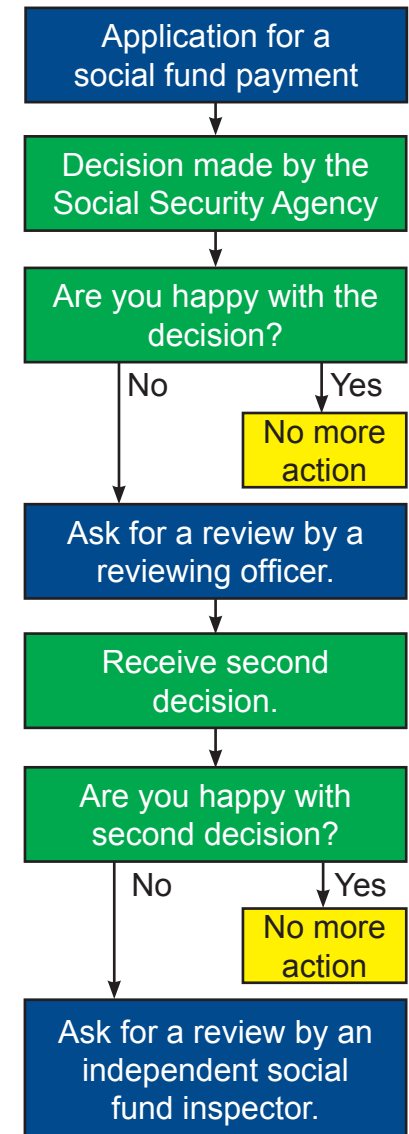 Application for a
social fund payment
Decision made by the
Social Security Agency
Are you happy with the
decision?
No
Yes
No more
action
Ask for a review by a
reviewing officer.
Receive second
decision.
Are you happy with
second decision?
No
Yes
No more
action
Ask for a review by an
independent social
fund inspector.